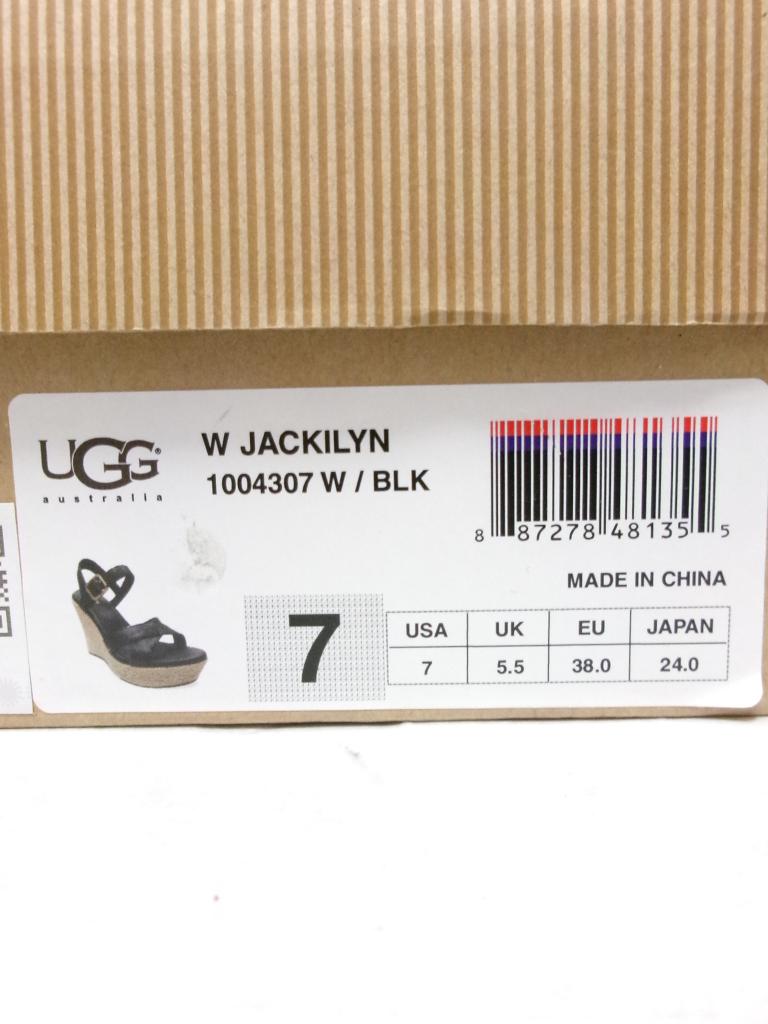 UGG®
australia
W JACKILYN
1004307 W / BLK
8 87278 48135 5
MADE IN CHINA
7
USA UK EU JAPAN
7 5.5 38.0 24.0